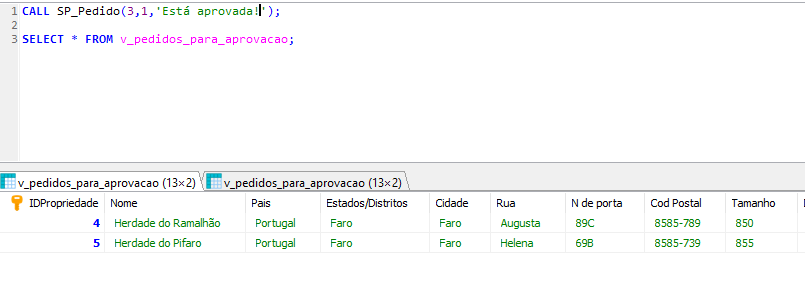 1 CALL SP_Pedido(3,1,'Está aprovada!');
2
3 SELECT * FROM v_pedidos_para_aprovacao;
v_pedidos_para_aprovacao (13×2) v_pedidos_para_aprovacao (13×2)
IDPropriedade Nome Pais Estados/Distritos Cidade Rua N de porta Cod Postal Tamanho
4 Herdade do Ramalhão Portugal Faro Faro Augusta 89C 8585-789 850
5 Herdade do Pifaro Portugal Faro Faro Helena 69B 8585-739 855